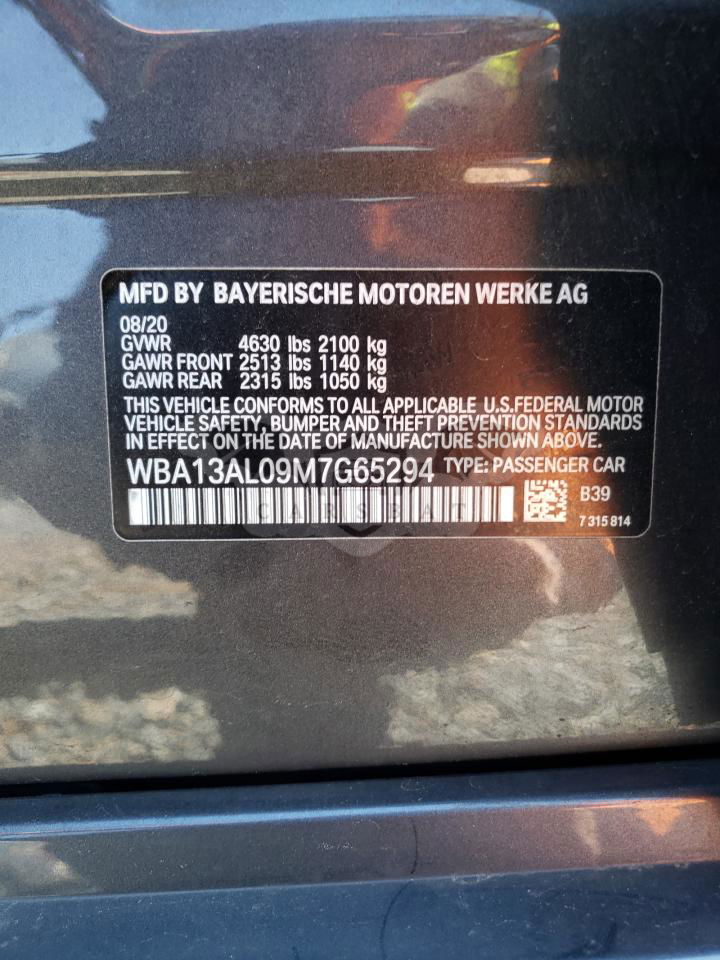 MFD BY BAYERISCHE MOTOREN WERKE AG
08/20
GVWR 4630 lbs 2100 kg
GAWR FRONT 2513 lbs 1140 kg
GAWR REAR 2315 lbs 1050 kg
THIS VEHICLE CONFORMS TO ALL APPLICABLE U.S.FEDERAL MOTOR
VEHICLE SAFETY, BUMPER AND THEFT PREVENTION STANDARDS
IN EFFECT ON THE DATE OF MANUFACTURE SHOWN ABOVE.
WBA13AL09M7G65294 TYPE: PASSENGER CAR
B39
CARSBAT
7 315 814